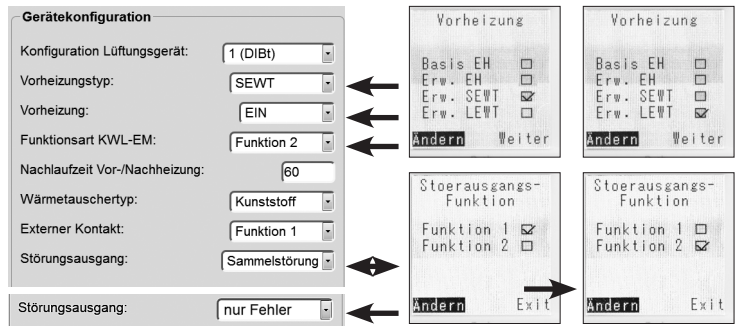 Gerätekonfiguration
Konfiguration Lüftungsgerät: 1 (DIBt)
Vorheizungstyp: SEWT
Vorheizung: EIN
Funktionsart KWL-EM: Funktion 2
Nachlaufzeit Vor-/Nachheizung: 60
Wärmetauschertyp: Kunststoff
Externer Kontakt: Funktion 1
Störungsausgang: Sammelstörung
Störungsausgang: nur Fehler
Vorheizung
Basis EH
Erw. EH
Erw. SEWT
Erw. LEWT
Ändern Weiter
Vorheizung
Basis EH
Erw. EH
Erw. SEWT
Erw. LEWT
Ändern Weiter
Stoerausgangs-
Funktion
Funktion 1
Funktion 2
Ändern Exit
Stoerausgangs-
Funktion
Funktion 1
Funktion 2
Ändern Exit